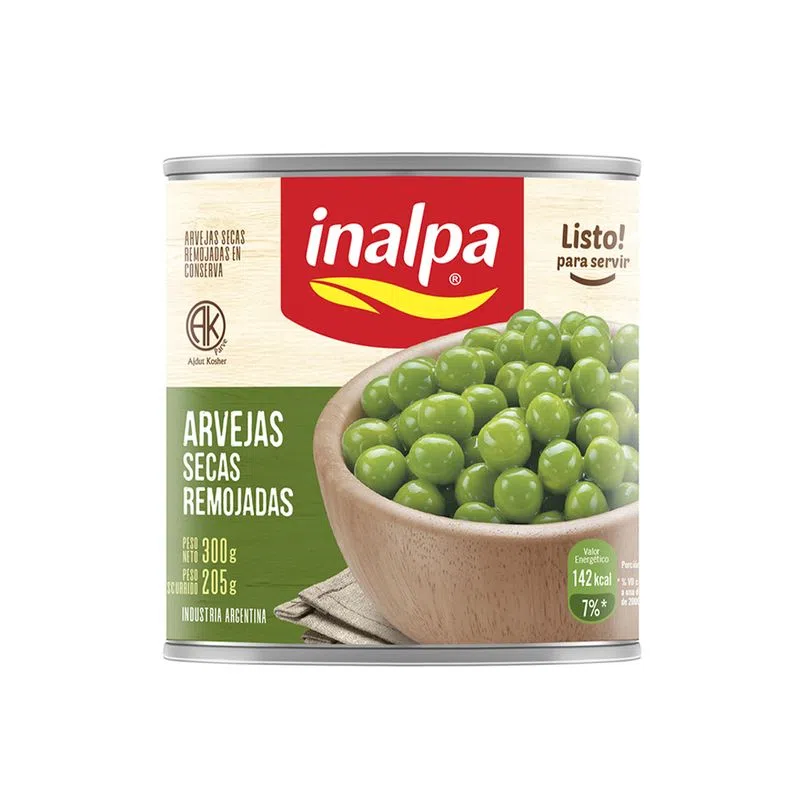 inalpa
®
ARVEJAS SECAS
REMOJADAS EN
CONSERVA
Listo!
para servir
AK
Parve
Ajdut Kosher
ARVEJAS
SECAS
REMOJADAS
PESO
NETO 300g
PESO
ESCURRIDO 205g
INDUSTRIA ARGENTINA
Valor
Energético
142 kcal
7%*